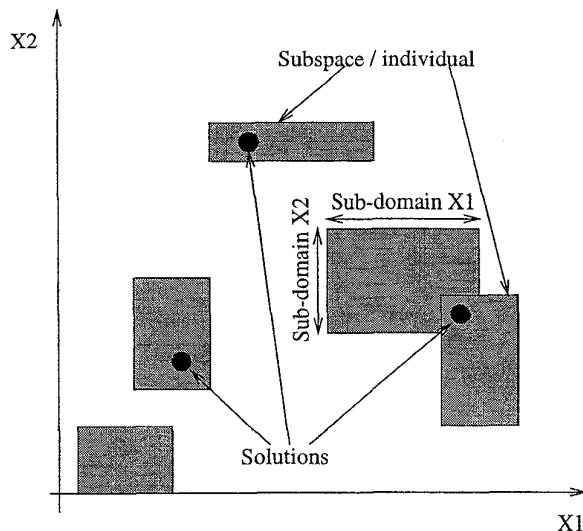 X2
Subspace / individual
Sub-domain X1
Sub-domain X2
Solutions
X1